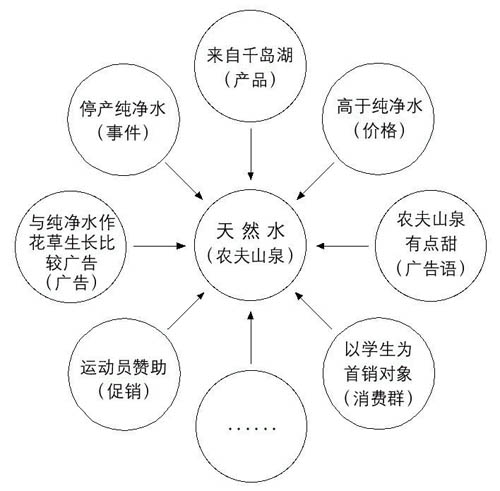 来自千岛湖
（产品）
停产纯净水
（事件）
高于纯净水
（价格）
与纯净水作
花草生长比
较广告
（广告）
天然水
（农夫山泉）
农夫山泉
有点甜
（广告语）
运动员赞助
（促销）
以学生为
首销对象
（消费群）
······